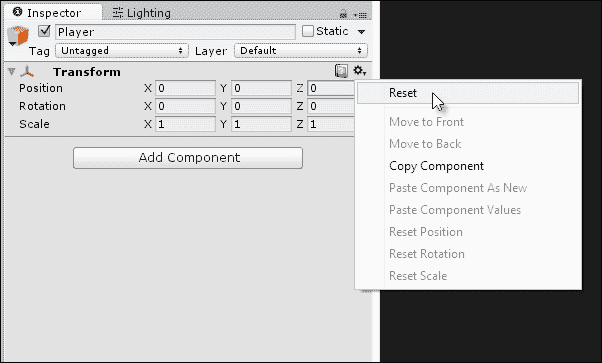 Inspector Lighting
Player Static
Tag Untagged Layer Default
Transform
Position X 0 Y 0 Z 0
Rotation X 0 Y 0 Z 0
Scale X 1 Y 1 Z 1
Add Component
Reset
Move to Front
Move to Back
Copy Component
Paste Component As New
Paste Component Values
Reset Position
Reset Rotation
Reset Scale